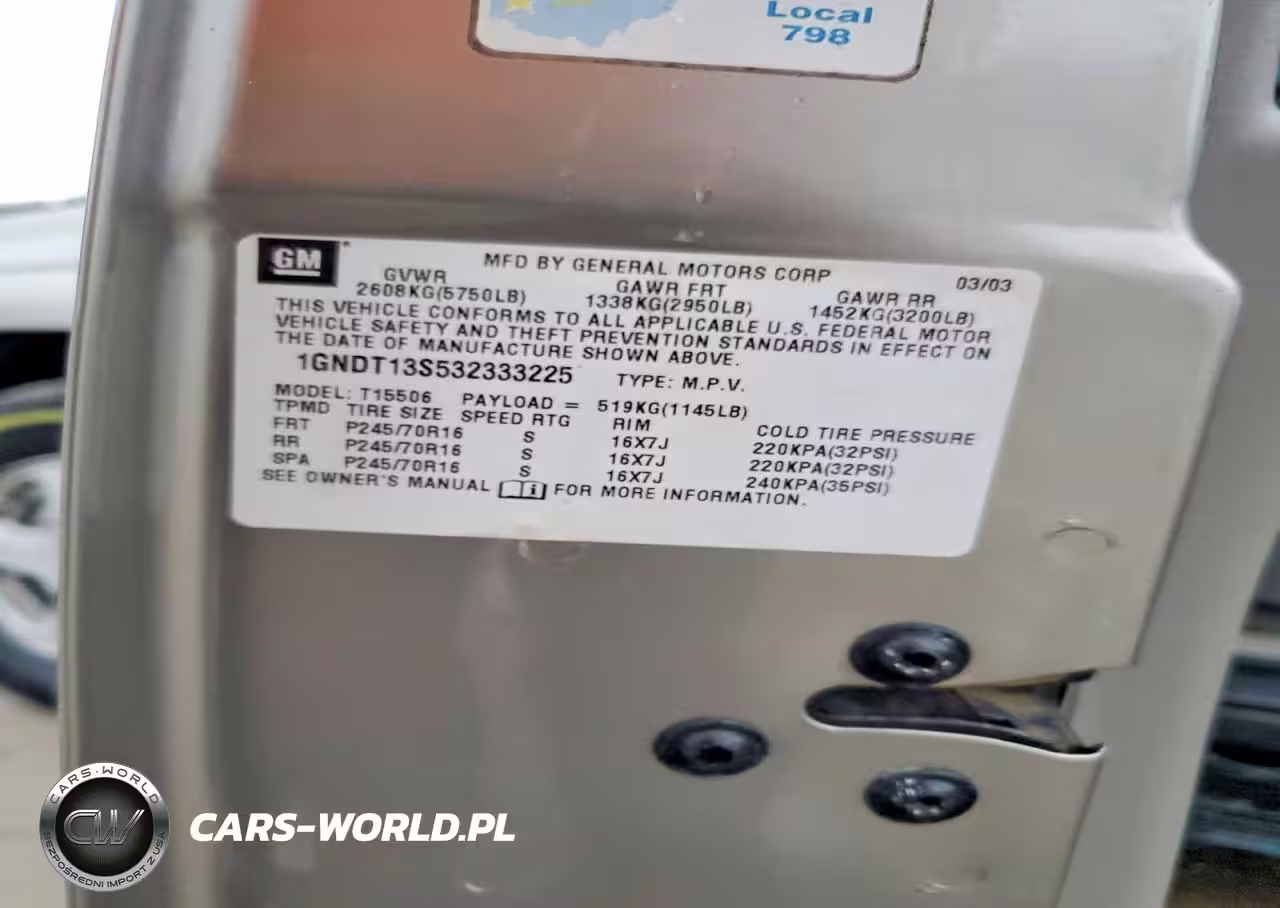 Local
798
GM
MFD BY GENERAL MOTORS CORP 03/03
GVWR GAWR FRT GAWR RR
2608KG(5750LB) 1338KG(2950LB) 1452KG(3200LB)
THIS VEHICLE CONFORMS TO ALL APPLICABLE U.S. FEDERAL MOTOR
VEHICLE SAFETY AND THEFT PREVENTION STANDARDS IN EFFECT ON
THE DATE OF MANUFACTURE SHOWN ABOVE.
1GNDT13S532333225 TYPE: M.P.V.
MODEL: T15506 PAYLOAD = 519KG(1145LB)
TPMD TIRE SIZE SPEED RTG RIM COLD TIRE PRESSURE
FRT P245/70R16 S 16X7J 220KPA(32PSI)
RR P245/70R16 S 16X7J 220KPA(32PSI)
SPA P245/70R16 S 16X7J 240KPA(35PSI)
SEE OWNER'S MANUAL FOR MORE INFORMATION.
CARS-WORLD
CW
BEZPOŚREDNI IMPORT Z USA
CARS-WORLD.PL